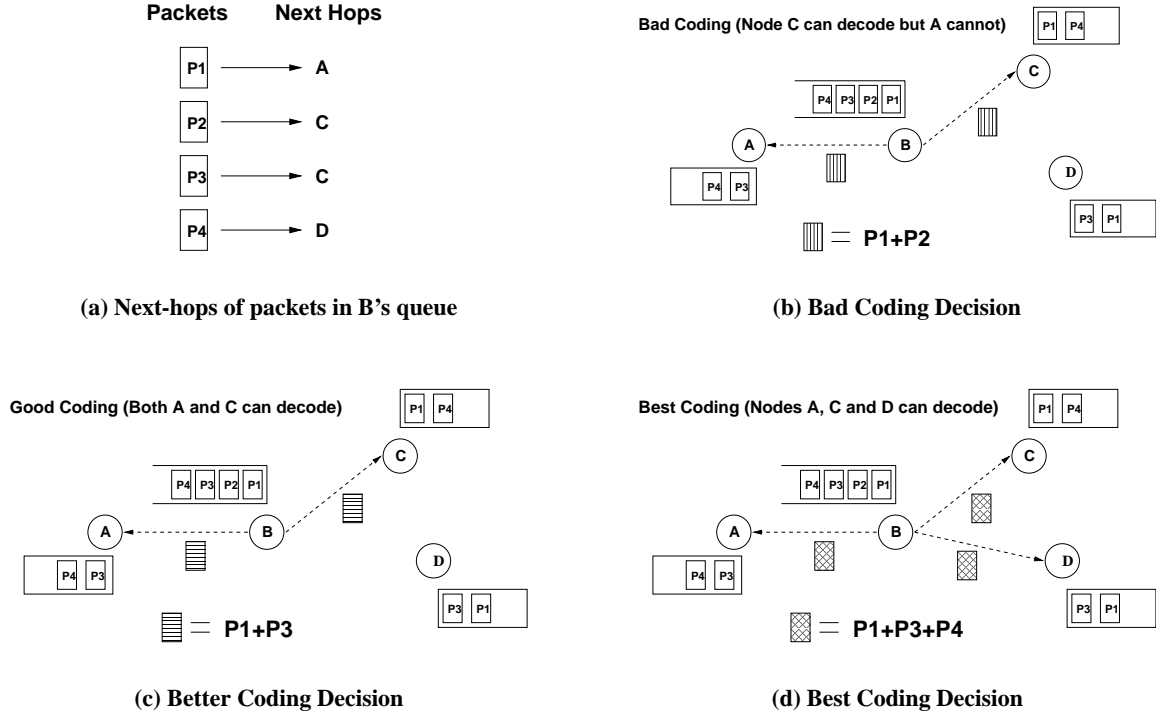 Packets Next Hops
P1 A
P2 C
P3 C
P4 D
(a) Next-hops of packets in B’s queue
Bad Coding (Node C can decode but A cannot)
P1 P4
C
P4 P3 P2 P1
A B
D
P4 P3
P3 P1
= P1+P2
(b) Bad Coding Decision
Good Coding (Both A and C can decode)
P1 P4
C
P4 P3 P2 P1
A B
D
P4 P3
P3 P1
= P1+P3
(c) Better Coding Decision
Best Coding (Nodes A, C and D can decode)
P1 P4
C
P4 P3 P2 P1
A B
D
P4 P3
P3 P1
= P1+P3+P4
(d) Best Coding Decision